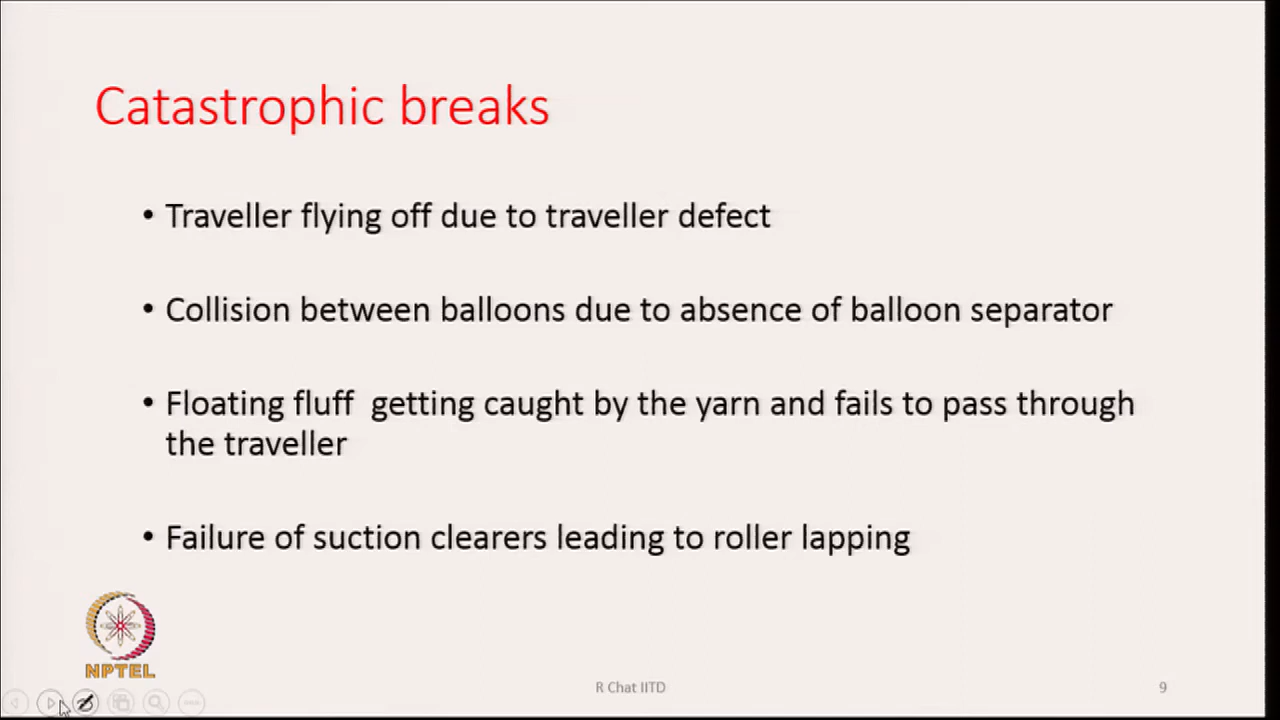 Catastrophic breaks
• Traveller flying off due to traveller defect
• Collision between balloons due to absence of balloon separator
• Floating fluff  getting caught by the yarn and fails to pass through
the traveller
• Failure of suction clearers leading to roller lapping
NPTEL
R Chat IITD
9